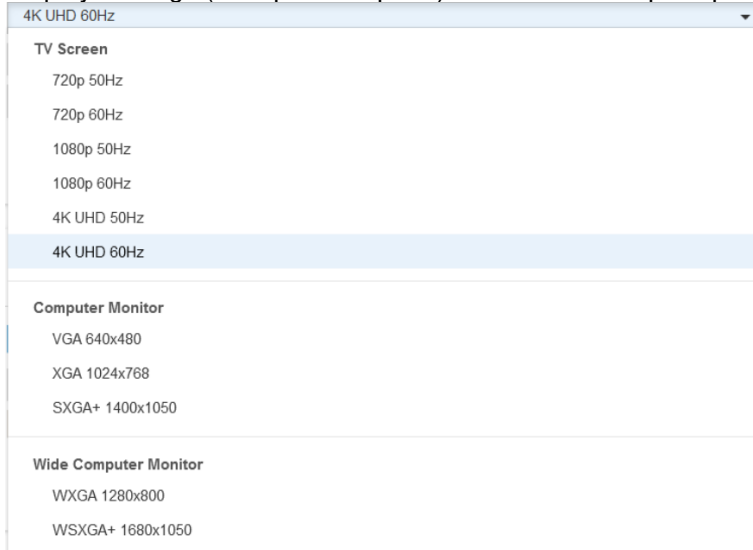 4K UHD 60Hz
TV Screen
720p 50Hz
720p 60Hz
1080p 50Hz
1080p 60Hz
4K UHD 50Hz
4K UHD 60Hz
Computer Monitor
VGA 640x480
XGA 1024x768
SXGA+ 1400x1050
Wide Computer Monitor
WXGA 1280x800
WSXGA+ 1680x1050